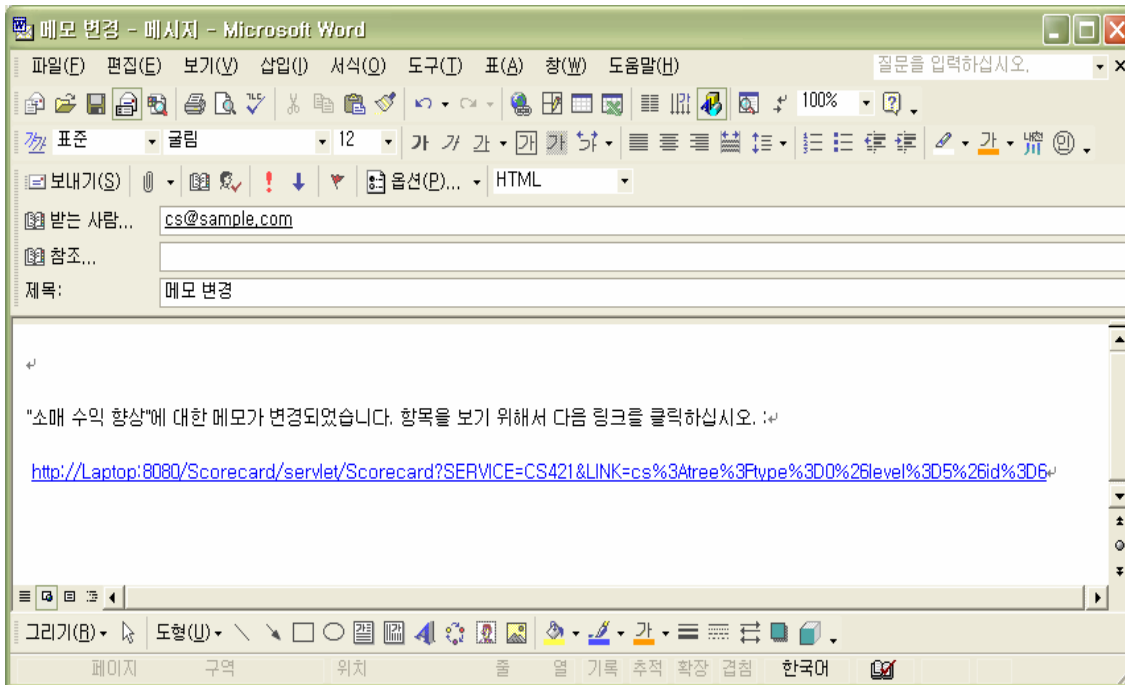 메모 변경 - 메시지 - Microsoft Word
파일(F) 편집(E) 보기(V) 삽입(I) 서식(O) 도구(T) 표(A) 창(W) 도움말(H) 질문을 입력하십시오.
100%
표준 굴림 12 가 가 가 가 가 가
보내기(S) 옵션(P)... HTML
받는 사람... cs@sample.com
참조...
제목: 메모 변경
"소매 수익 향상"에 대한 메모가 변경되었습니다. 항목을 보기 위해서 다음 링크를 클릭하십시오. :
http://Laptop:8080/Scorecard/servlet/Scorecard?SERVICE=CS421&LINK=cs%3Atree%3Ftype%3D0%26level%3D5%26id%3D6
그리기(R) 도형(U) 가
페이지 구역 위치 줄 열 기록 추적 확장 겹침 한국어